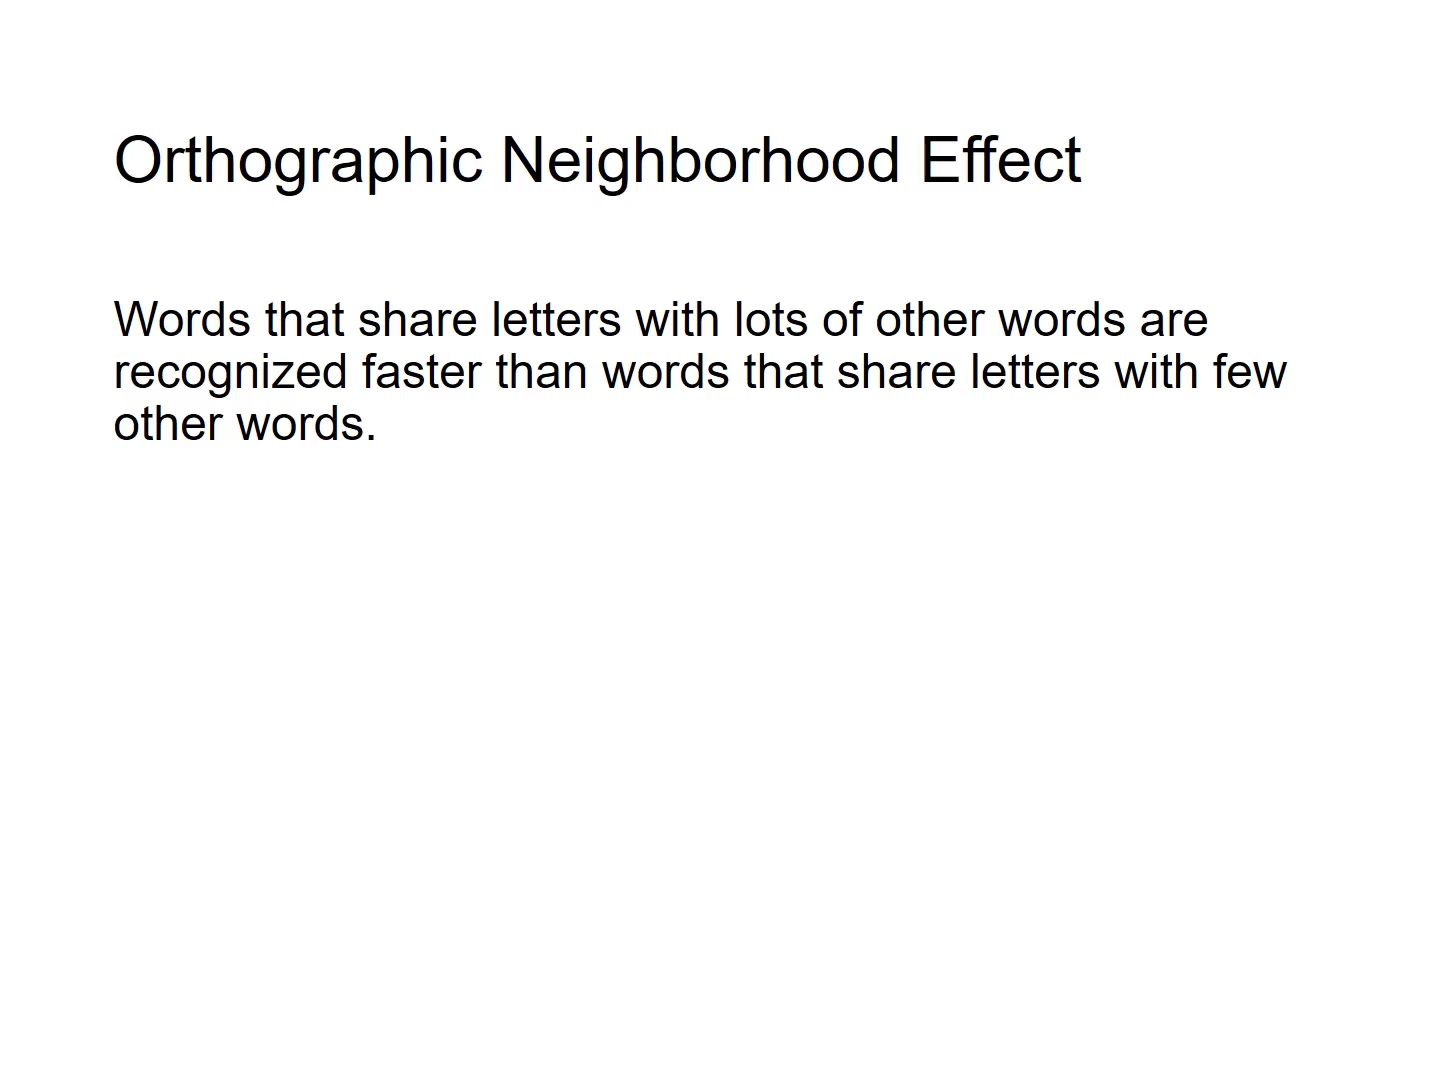 Orthographic Neighborhood Effect
Words that share letters with lots of other words are
recognized faster than words that share letters with few
other words.